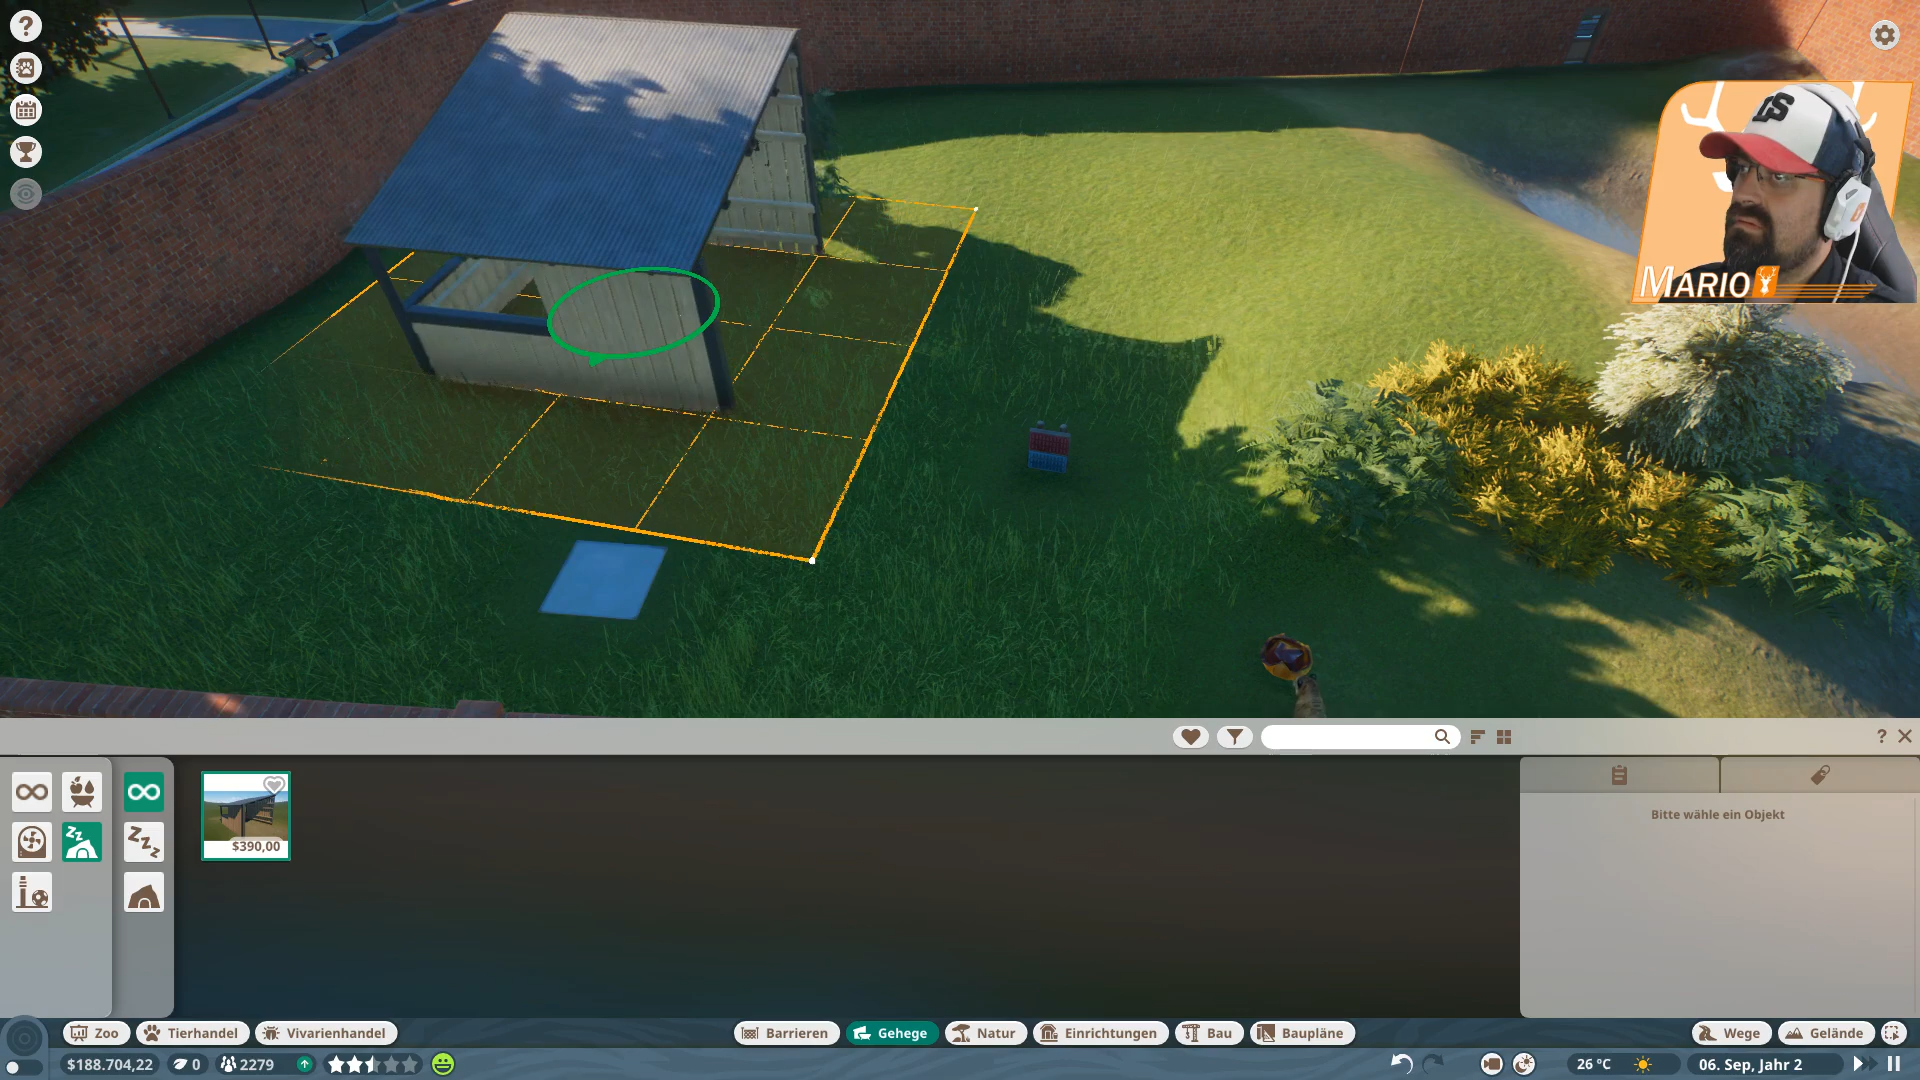 MARIO
$390,00
Bitte wähle ein Objekt
Zoo
Tierhandel
Vivarienhandel
Barrieren
Gehege
Natur
Einrichtungen
Bau
Baupläne
Wege
Gelände
$188.704,22
0
2279
26 °C
06. Sep, Jahr 2